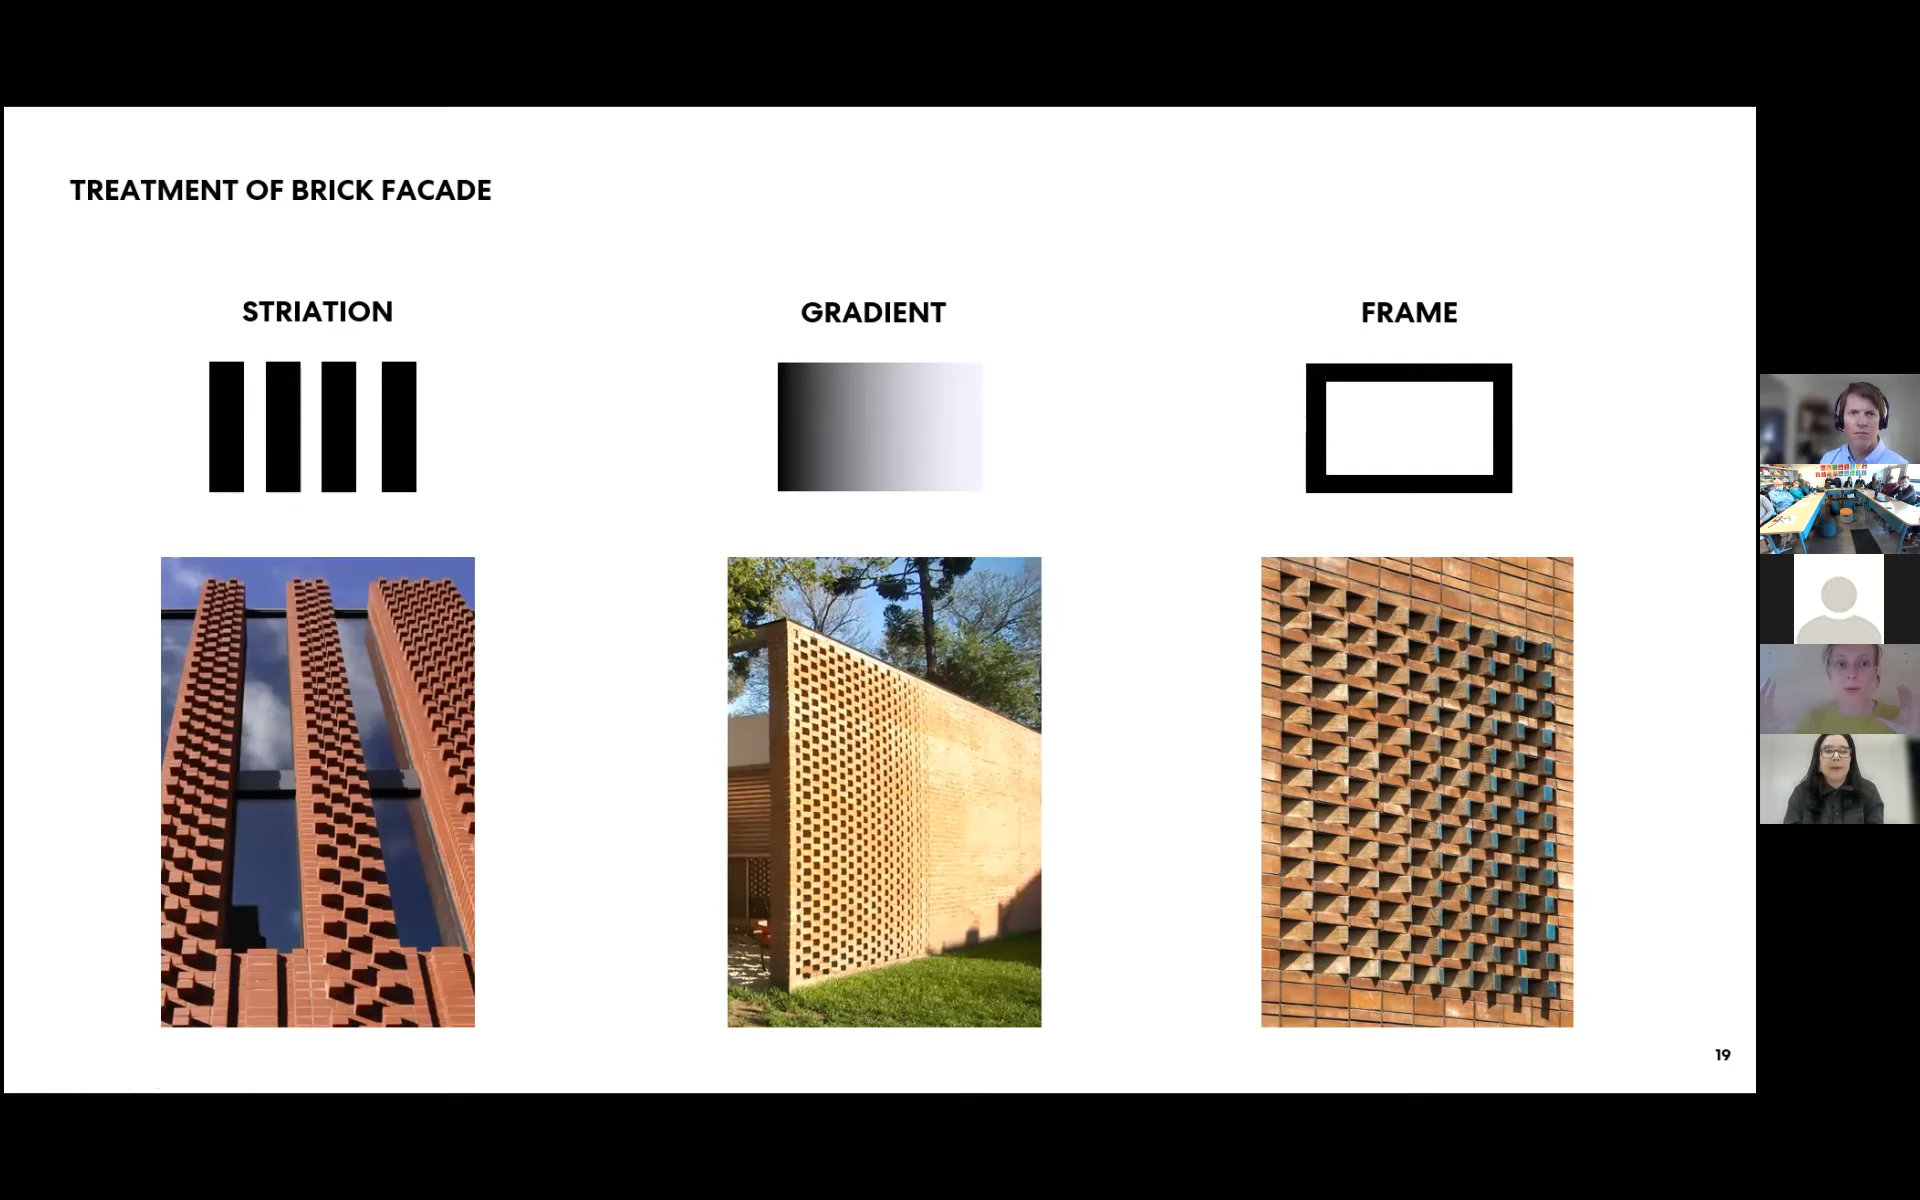 TREATMENT OF BRICK FACADE
STRIATION
GRADIENT
FRAME
19